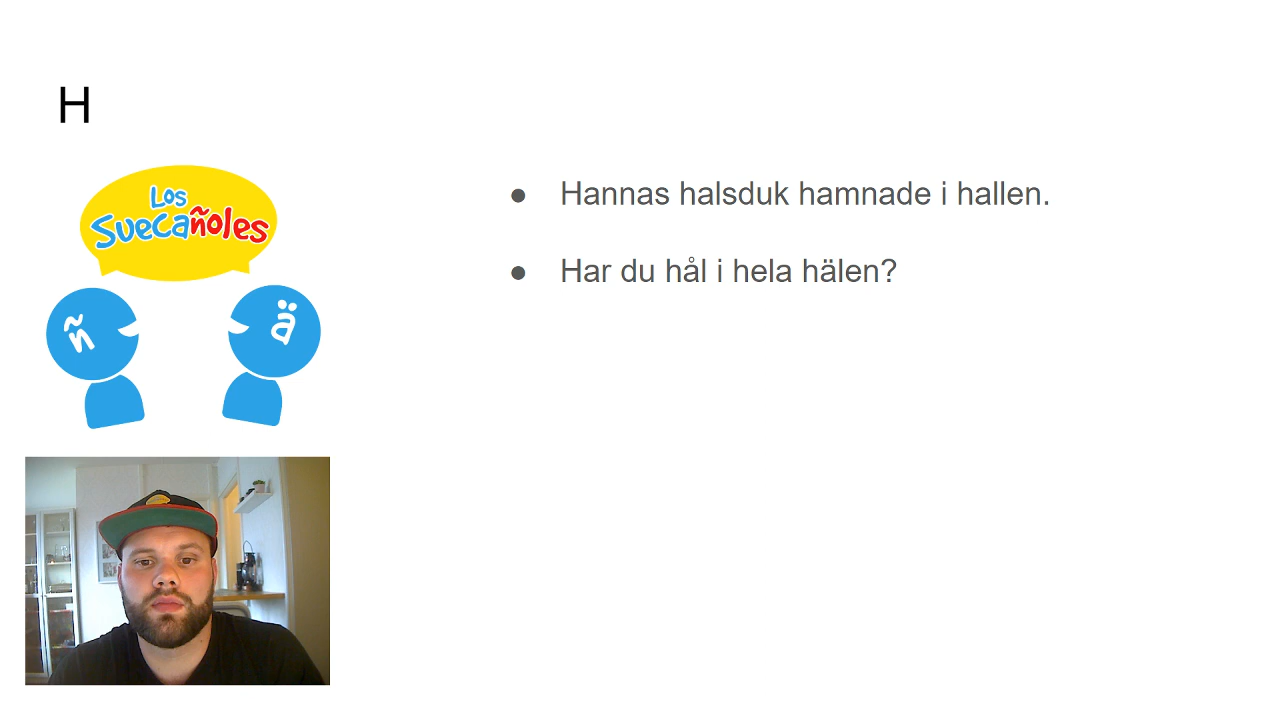 H
Los
Suecañoles
ñ
ä
Hannas halsduk hamnade i hallen.
Har du hål i hela hälen?